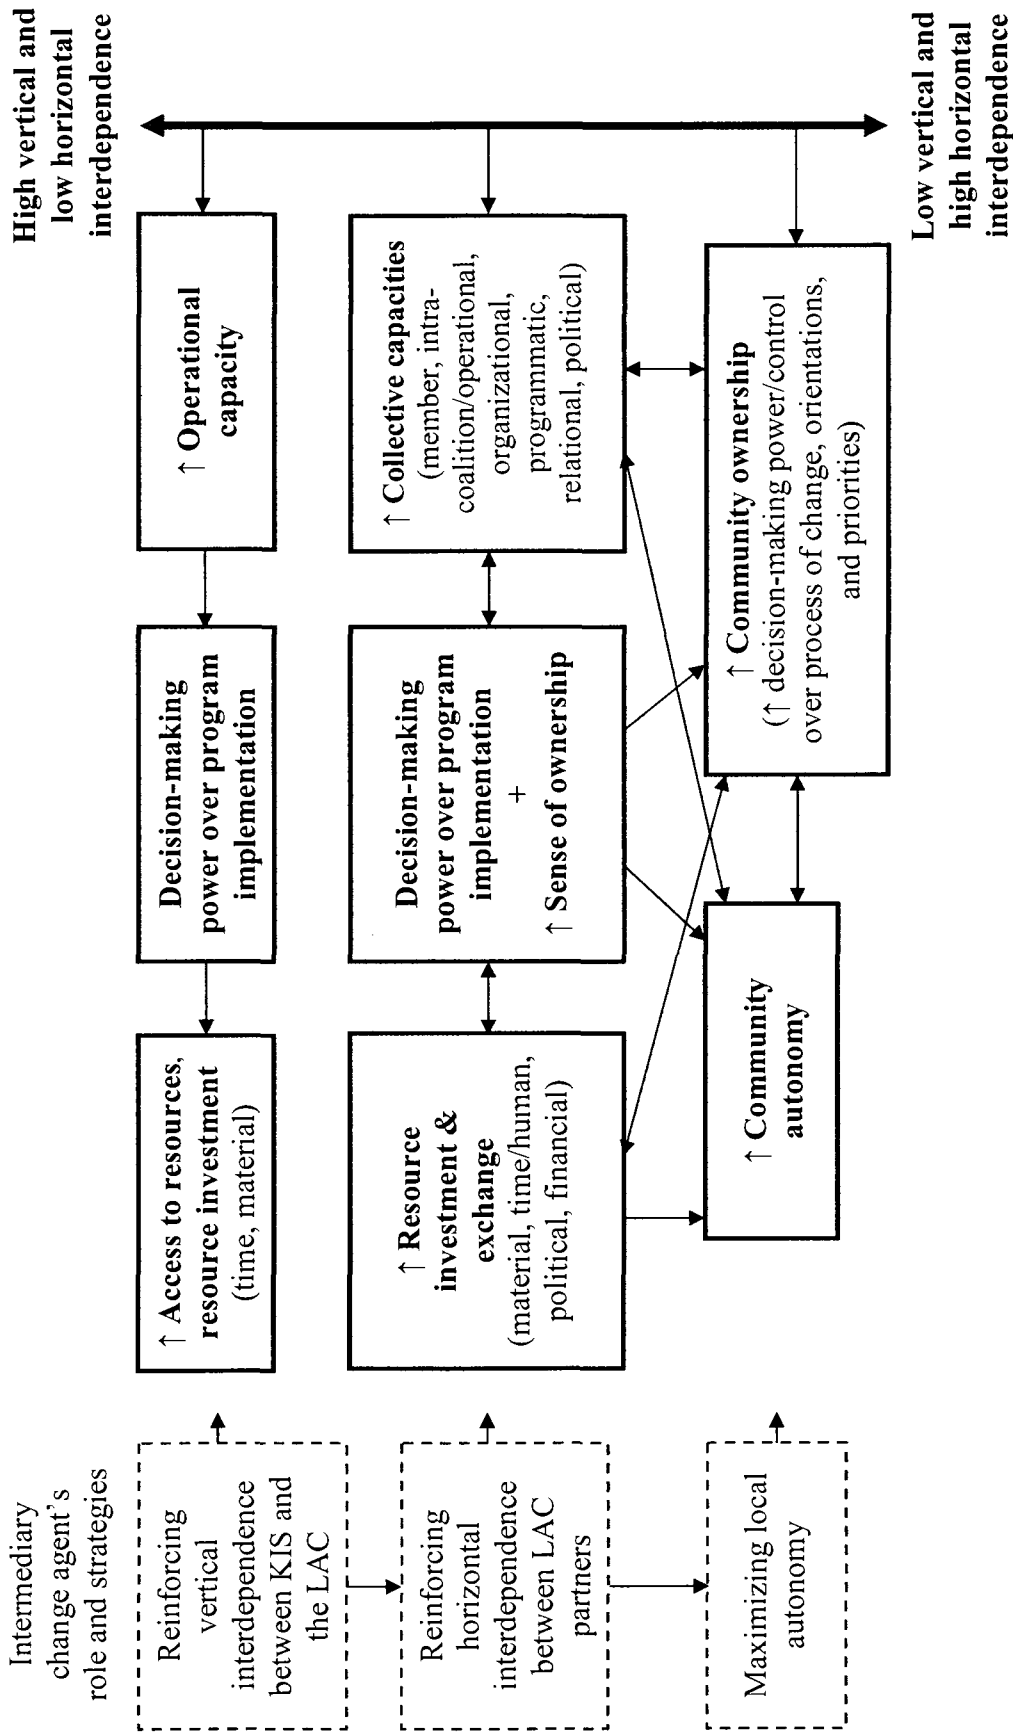 Intermediary
change agent's
role and strategies
Reinforcing
vertical
interdependence
between KIS and
the LAC
Reinforcing
horizontal
interdependence
between LAC
partners
Maximizing local
autonomy
↑ Access to resources,
resource investment
(time, material)
Decision-making
power over program
implementation
↑ Operational
capacity
High vertical and
low horizontal
interdependence
↑ Resource
investment &
exchange
(material, time/human,
political, financial)
Decision-making
power over program
implementation
+
↑ Sense of ownership
↑ Collective capacities
(member, intra-
coalition/operational,
organizational,
programmatic,
relational, political)
↑ Community
autonomy
↑ Community ownership
(↑ decision-making power/control
over process of change, orientations,
and priorities)
Low vertical and
high horizontal
interdependence